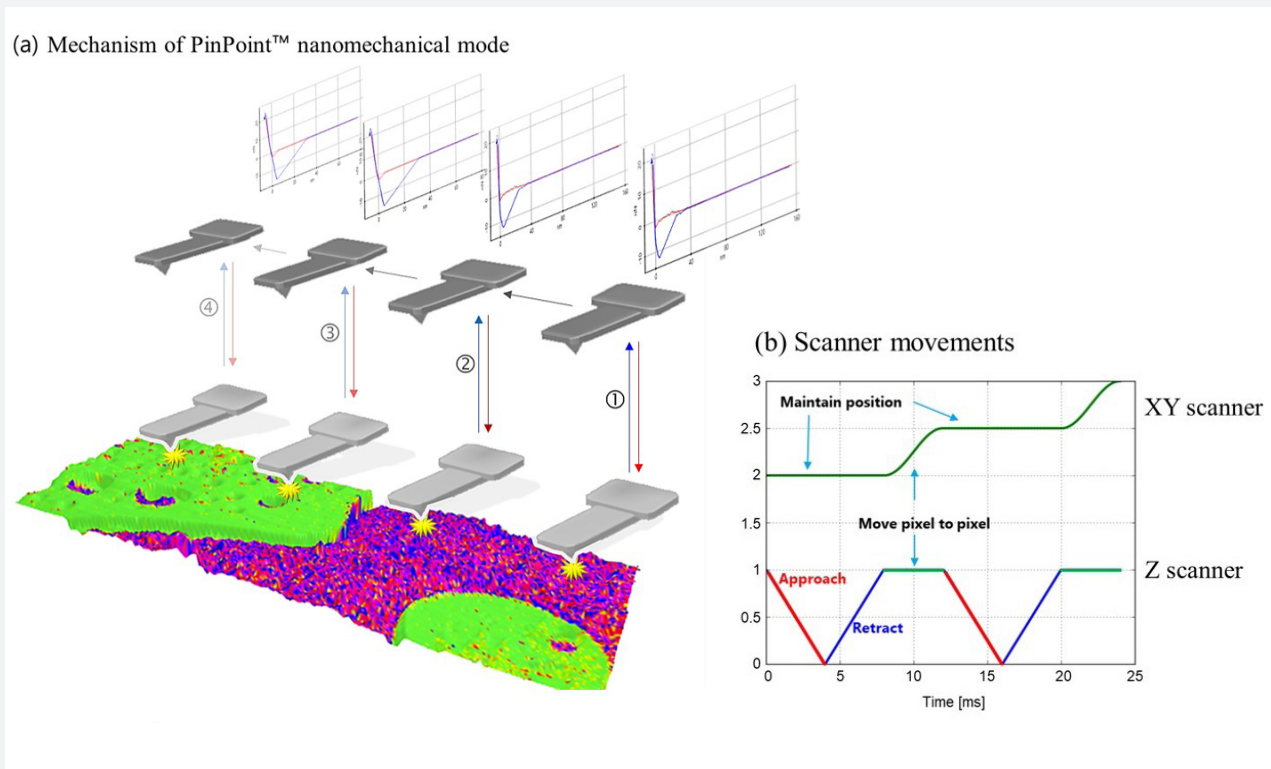 (a) Mechanism of PinPoint™ nanomechanical mode
④
③
②
①
(b) Scanner movements
3
2.5
2
1.5
1
0.5
0
Maintain position
XY scanner
Move pixel to pixel
Approach
Retract
Z scanner
0
5
10
15
20
25
Time [ms]